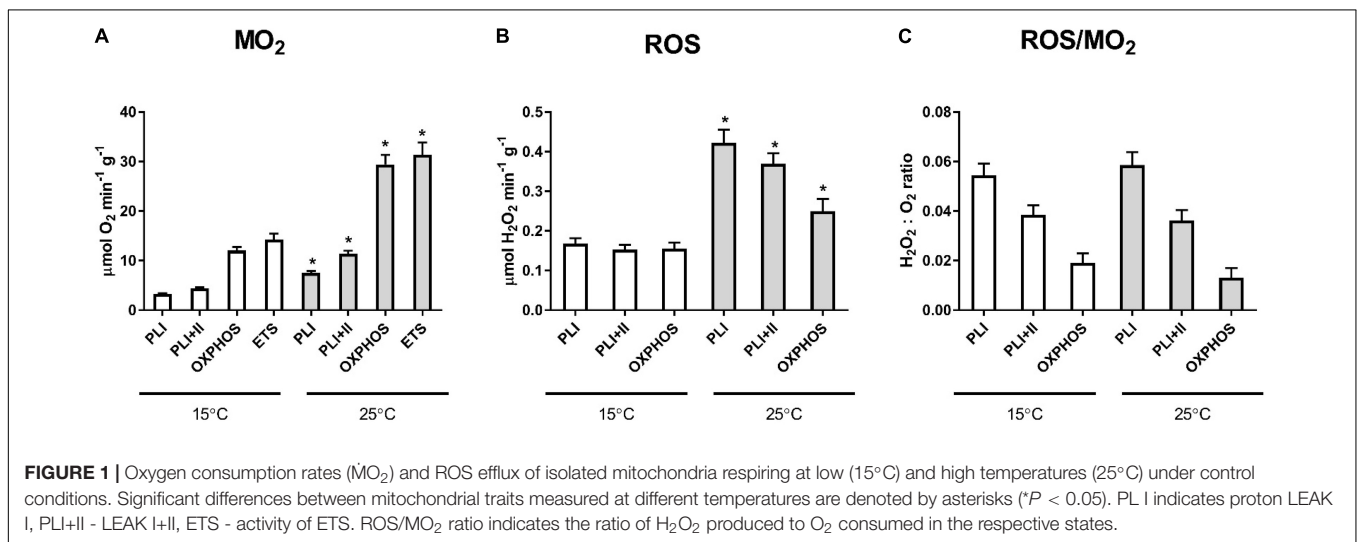 A
MO₂
40
30
20
10
0
µmol O₂ min⁻¹ g⁻¹
*
*
*
*
PLI
PLI+II
OXPHOS
ETS
PLI
PLI+II
OXPHOS
ETS
15°C
25°C
B
ROS
0.5
0.4
0.3
0.2
0.1
0.0
µmol H₂O₂ min⁻¹ g⁻¹
*
*
*
PLI
PLI+II
OXPHOS
PLI
PLI+II
OXPHOS
15°C
25°C
C
ROS/MO₂
0.08
0.06
0.04
0.02
0.00
H₂O₂ : O₂ ratio
PLI
PLI+II
OXPHOS
PLI
PLI+II
OXPHOS
15°C
25°C
FIGURE 1 | Oxygen consumption rates (ṀO₂) and ROS efflux of isolated mitochondria respiring at low (15°C) and high temperatures (25°C) under control
conditions. Significant differences between mitochondrial traits measured at different temperatures are denoted by asterisks (*P < 0.05). PL I indicates proton LEAK
I, PLI+II - LEAK I+II, ETS - activity of ETS. ROS/MO₂ ratio indicates the ratio of H₂O₂ produced to O₂ consumed in the respective states.